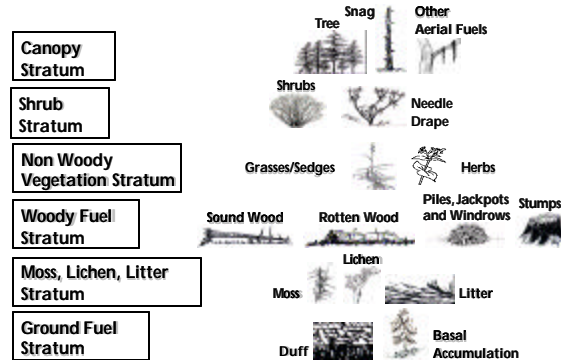 Canopy
Stratum
Tree
Snag
Other
Aerial Fuels
Shrub
Stratum
Shrubs
Needle
Drape
Non Woody
Vegetation Stratum
Grasses/Sedges
Herbs
Woody Fuel
Stratum
Sound Wood
Rotten Wood
Piles, Jackpots
and Windrows
Stumps
Moss, Lichen, Litter
Stratum
Moss
Lichen
Litter
Ground Fuel
Stratum
Duff
Basal
Accumulation